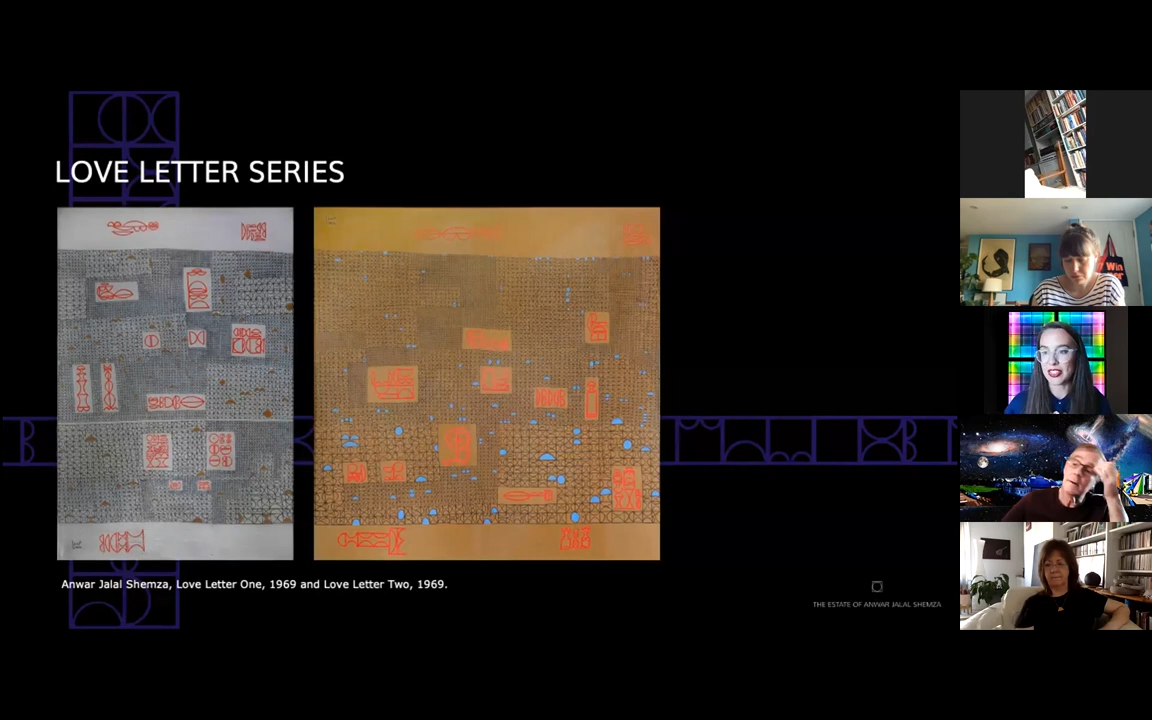 LOVE LETTER SERIES
Anwar Jalal Shemza, Love Letter One, 1969 and Love Letter Two, 1969.
THE ESTATE OF ANWAR JALAL SHEMZA
Win